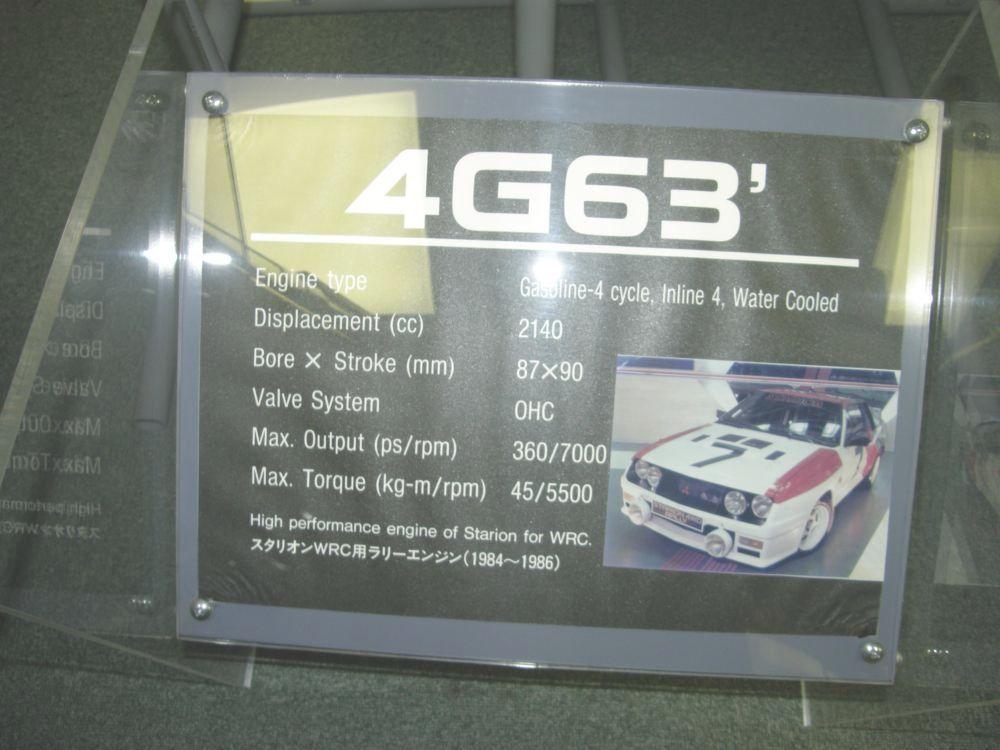 4G63’
Engine type Gasoline-4 cycle, Inline 4, Water Cooled
Displacement (cc) 2140
Bore × Stroke (mm) 87×90
Valve System OHC
Max. Output (ps/rpm) 360/7000
Max. Torque (kg-m/rpm) 45/5500
High performance engine of Starion for WRC.
スタリオンWRC用ラリーエンジン(1984〜1986)
7